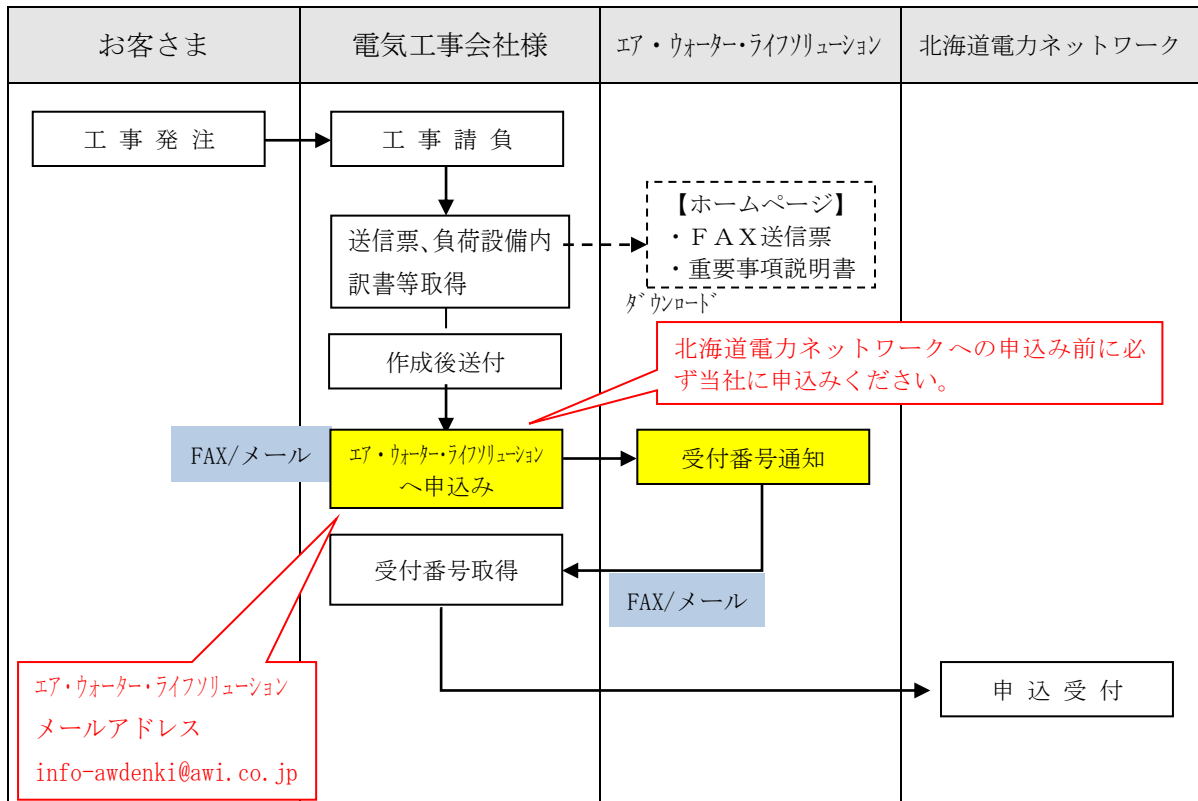 お客さま
電気工事会社様
ｴｱ・ｳｫｰﾀｰ・ﾗｲﾌｿﾘｭｰｼｮﾝ
北海道電力ネットワーク
工 事 発 注
工 事 請 負
【ホームページ】
・ＦＡＸ送信票
・重要事項説明書
送信票、負荷設備内
訳書等取得
ﾀﾞｳﾝﾛｰﾄﾞ
作成後送付
北海道電力ネットワークへの申込み前に必
ず当社に申込みください。
FAX/メール
ｴｱ・ｳｫｰﾀｰ・ﾗｲﾌｿﾘｭｰｼｮﾝ
へ申込み
受付番号通知
受付番号取得
FAX/メール
ｴｱ・ｳｫｰﾀｰ・ﾗｲﾌｿﾘｭｰｼｮﾝ
メールアドレス
info-awdenki@awi.co.jp
申 込 受 付